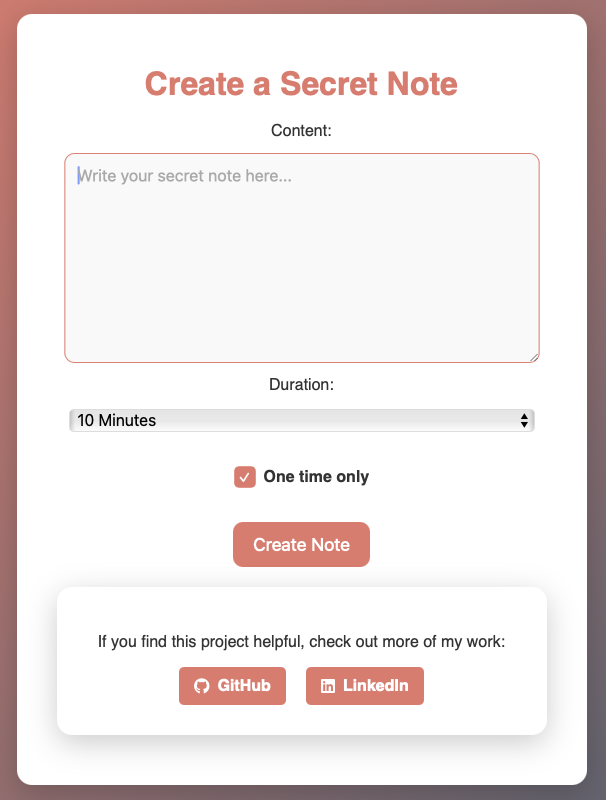 Create a Secret Note
Content:
Write your secret note here...
Duration:
10 Minutes
One time only
Create Note
If you find this project helpful, check out more of my work:
GitHub
LinkedIn